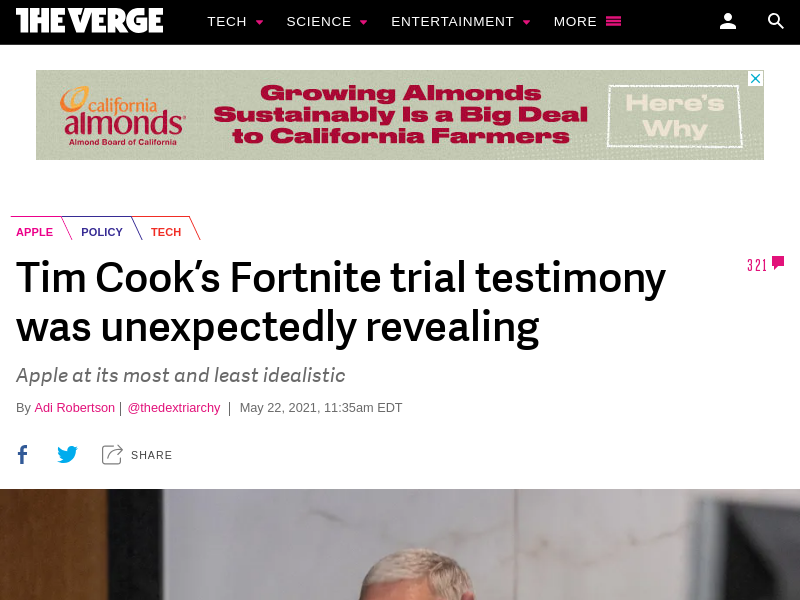 THE VERGE
TECH SCIENCE ENTERTAINMENT MORE
california
almonds
Almond Board of California
Growing Almonds
Sustainably Is a Big Deal
to California Farmers
Here's
Why
APPLE POLICY TECH
Tim Cook’s Fortnite trial testimony
was unexpectedly revealing
321
Apple at its most and least idealistic
By Adi Robertson | @thedextriarchy | May 22, 2021, 11:35am EDT
SHARE